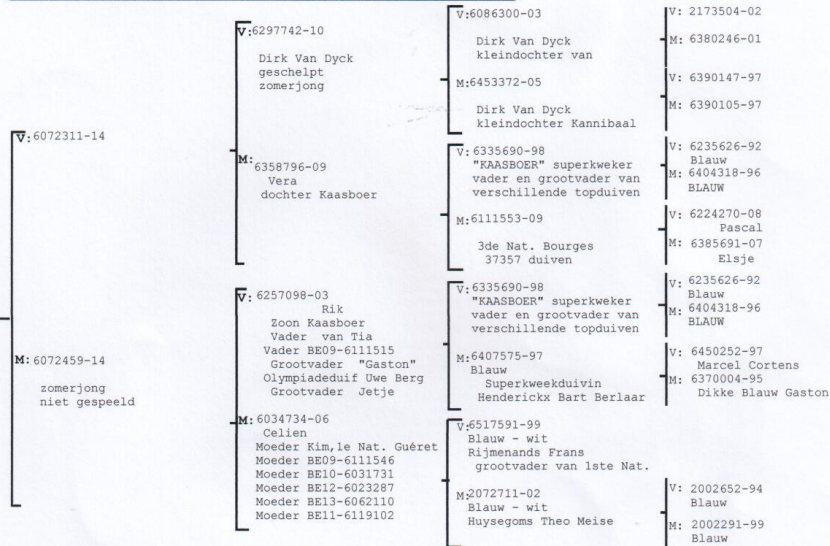 V: 6072311-14
M: 6072459-14
zomerjong
niet gespeeld
V: 6297742-10
Dirk Van Dyck
geschelpt
zomerjong
M:
6358796-09
Vera
dochter Kaasboer
V: 6257098-03
Rik
Zoon Kaasboer
Vader van Tia
Vader BE09-6111515
Grootvader "Gaston"
Olympiadeduif Uwe Berg
Grootvader Jetje
M: 6034734-06
Celien
Moeder Kim,1e Nat. Guéret
Moeder BE09-6111546
Moeder BE10-6031731
Moeder BE12-6023287
Moeder BE13-6062110
Moeder BE11-6119102
V:6086300-03
Dirk Van Dyck
kleindochter van
M:6453372-05
Dirk Van Dyck
kleindochter Kannibaal
V: 6335690-98
"KAASBOER" superkweker
vader en grootvader van
verschillende topduiven
M:6111553-09
3de Nat. Bourges
37357 duiven
V:6335690-98
"KAASBOER" superkweker
vader en grootvader van
verschillende topduiven
M:6407575-97
Blauw
Superkweekduivin
Henderickx Bart Berlaar
V:6517591-99
Blauw - wit
Rijmenands Frans
grootvader van 1ste Nat.
M:2072711-02
Blauw - wit
Huysegoms Theo Meise
V: 2173504-02
M: 6380246-01
V: 6390147-97
M: 6390105-97
V: 6235626-92
Blauw
M: 6404318-96
BLAUW
V: 6224270-08
Pascal
M: 6385691-07
Elsje
V: 6235626-92
Blauw
M: 6404318-96
BLAUW
V: 6450252-97
Marcel Cortens
M: 6370004-95
Dikke Blauw Gaston
V: 2002652-94
Blauw
M: 2002291-99
Blauw